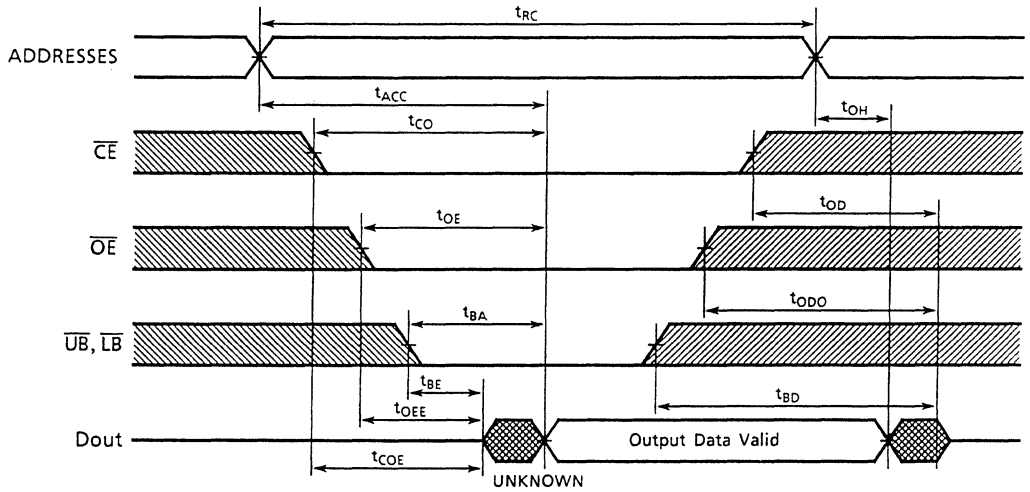 tRC
ADDRESSES
tACC
tOH
tCO
CE
tOD
tOE
OE
tODO
tBA
UB, LB
tBE
tBD
tOEE
Dout
Output Data Valid
tCOE
UNKNOWN